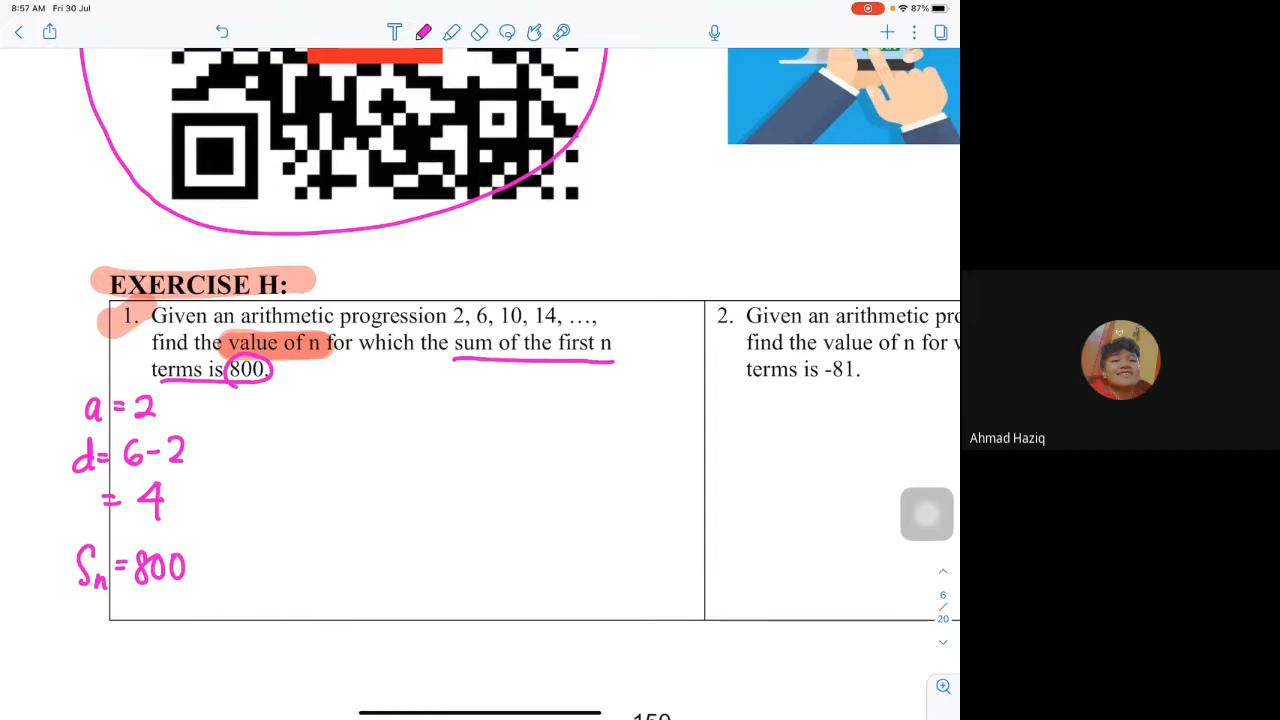 8:57 AM Fri 30 Jul
87%
EXERCISE H:
1. Given an arithmetic progression 2, 6, 10, 14, …,
find the value of n for which the sum of the first n
terms is 800.
a = 2
d = 6 - 2
= 4
Sn = 800
2. Given an arithmetic pro
find the value of n for
terms is -81.
Ahmad Haziq
6
/
20